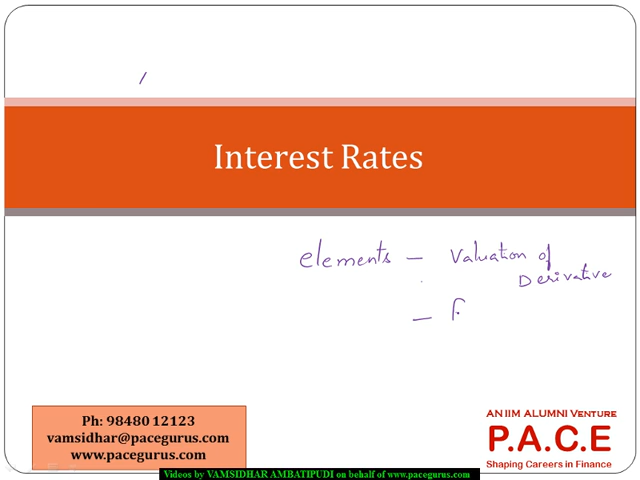 Interest Rates
elements — Valuation of
Derivative
— F
Ph: 98480 12123
vamsidhar@pacegurus.com
www.pacegurus.com
AN IIM ALUMNI VENTURE
P.A.C.E
Shaping Careers in Finance
Videos by VAMSIDHAR AMBATIPUDI on behalf of www.pacegurus.com